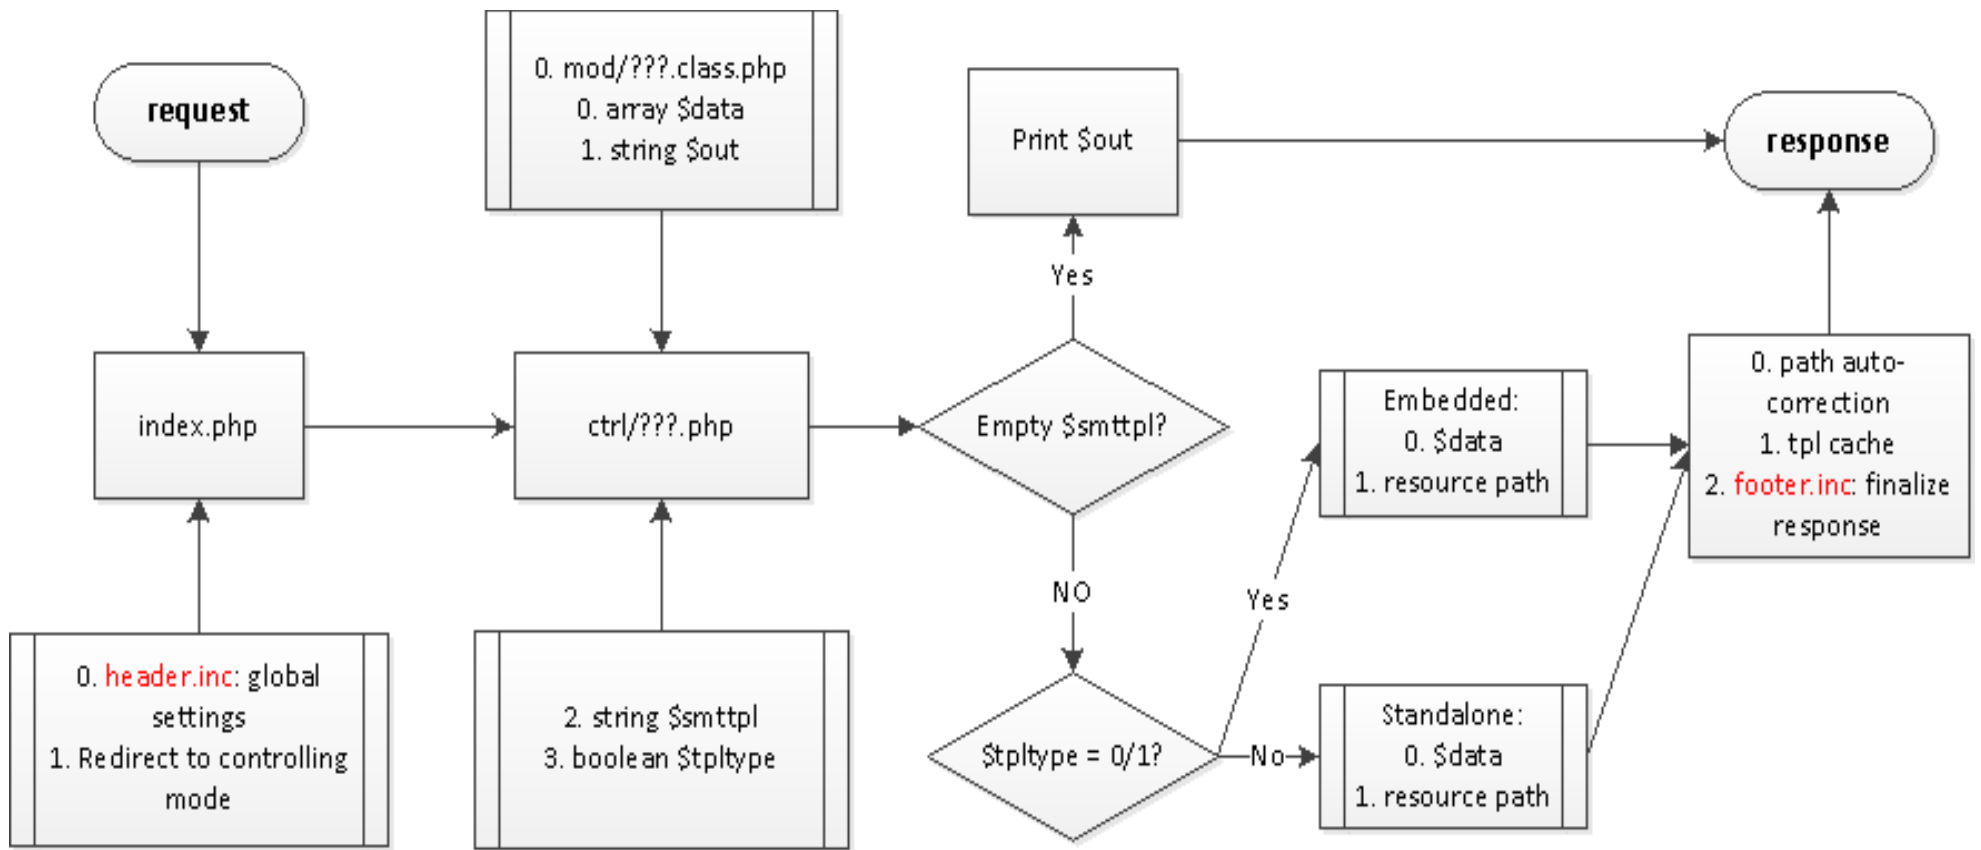 request
0. mod/???.class.php
0. array $data
1. string $out
Print $out
response
Yes
index.php
ctrl/???.php
Empty $smttpl?
Embedded:
0. $data
1. resource path
0. path auto-
correction
1. tpl cache
2. footer.inc: finalize
response
NO
Yes
0. header.inc: global
settings
1. Redirect to controlling
mode
2. string $smttpl
3. boolean $tpltype
$tpltype = 0/1?
No
Standalone:
0. $data
1. resource path